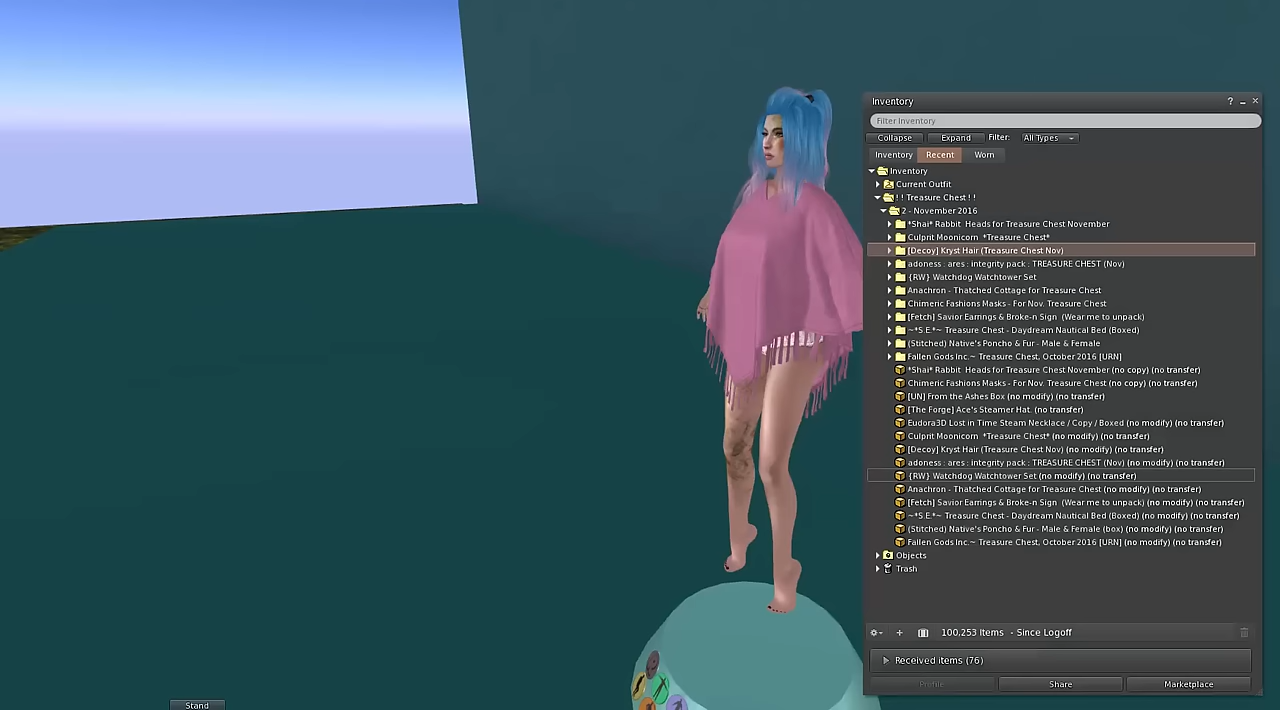 Inventory
? _ ×
Filter Inventory
Collapse Expand Filter: All Types
Inventory Recent Worn
Inventory
Current Outfit
! ! Treasure Chest ! !
2 - November 2016
*Shai* Rabbit Heads for Treasure Chest November
Culprit Moonicorn *Treasure Chest*
[Decoy] Kryst Hair (Treasure Chest Nov)
adoness : ares : integrity pack : TREASURE CHEST (Nov)
{RW} Watchdog Watchtower Set
Anachron - Thatched Cottage for Treasure Chest
Chimeric Fashions Masks - For Nov. Treasure Chest
[Fetch] Savior Earrings & Broke-n Sign (Wear me to unpack)
~*S.E.*~ Treasure Chest - Daydream Nautical Bed (Boxed)
(Stitched) Native's Poncho & Fur - Male & Female
Fallen Gods Inc.~ Treasure Chest, October 2016 [URN]
*Shai* Rabbit Heads for Treasure Chest November (no copy) (no transfer)
Chimeric Fashions Masks - For Nov. Treasure Chest (no copy) (no transfer)
[UN] From the Ashes Box (no modify) (no transfer)
[The Forge] Ace's Steamer Hat. (no transfer)
Eudora3D Lost in Time Steam Necklace / Copy / Boxed (no modify) (no transfer)
Culprit Moonicorn *Treasure Chest* (no modify) (no transfer)
[Decoy] Kryst Hair (Treasure Chest Nov) (no modify) (no transfer)
adoness : ares : integrity pack : TREASURE CHEST (Nov) (no modify) (no transfer)
{RW} Watchdog Watchtower Set (no modify) (no transfer)
Anachron - Thatched Cottage for Treasure Chest (no modify) (no transfer)
[Fetch] Savior Earrings & Broke-n Sign (Wear me to unpack) (no modify) (no transfer)
~*S.E.*~ Treasure Chest - Daydream Nautical Bed (Boxed) (no modify) (no transfer)
(Stitched) Native's Poncho & Fur - Male & Female (box) (no modify) (no transfer)
Fallen Gods Inc.~ Treasure Chest, October 2016 [URN] (no modify) (no transfer)
Objects
Trash
100,253 Items - Since Logoff
Received items (76)
Profile Share Marketplace
Stand